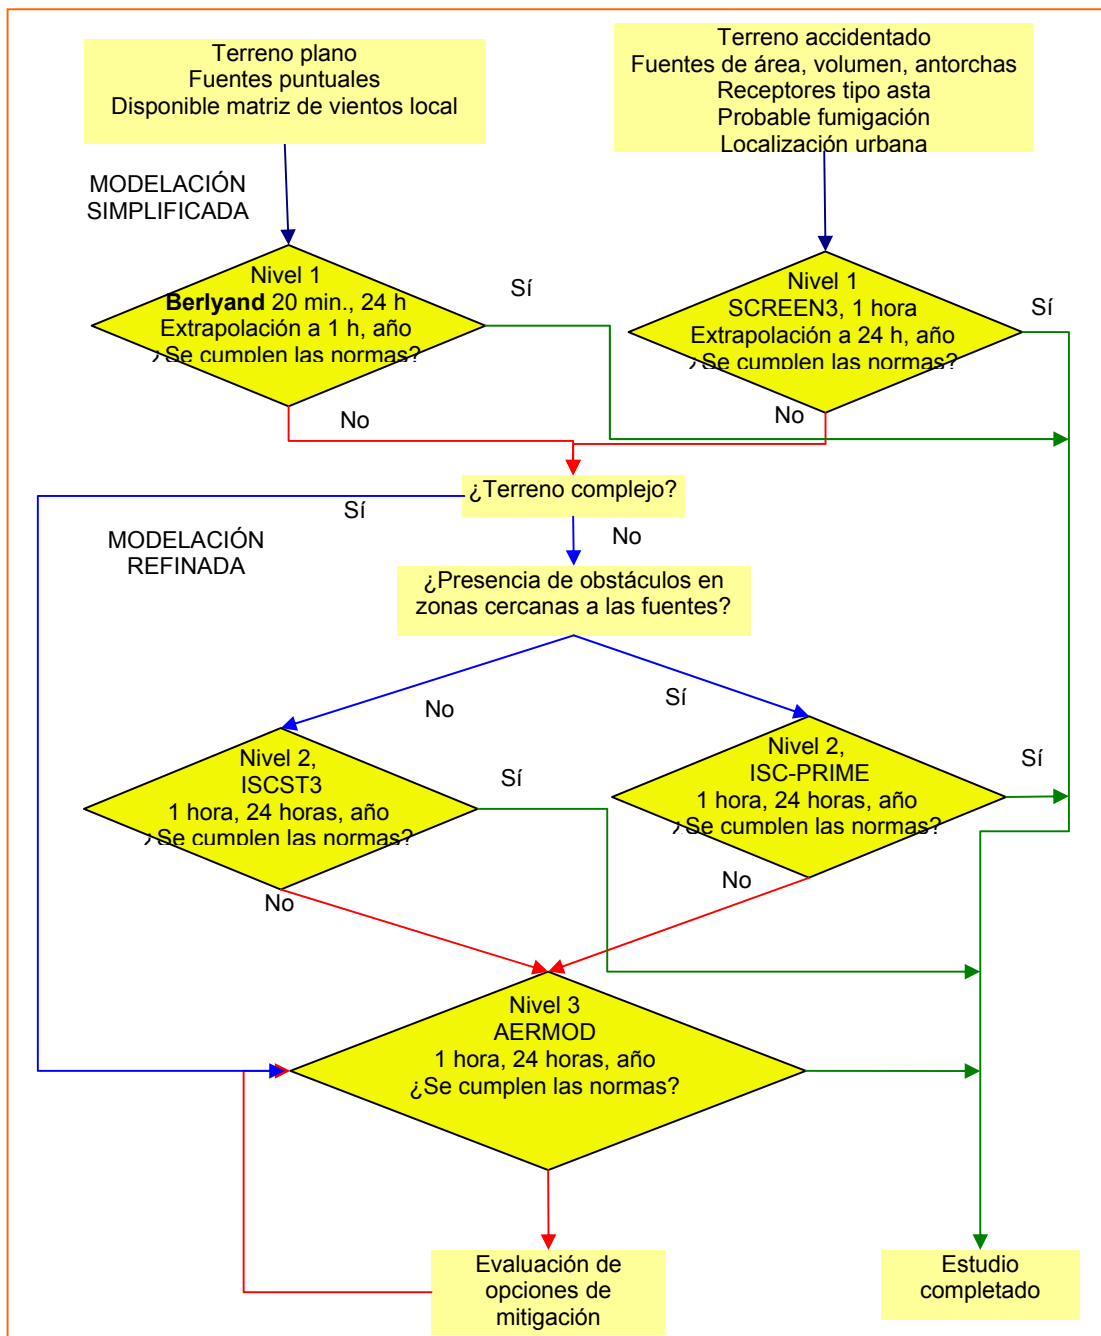 Terreno plano
Fuentes puntuales
Disponible matriz de vientos local
Terreno accidentado
Fuentes de área, volumen, antorchas
Receptores tipo asta
Probable fumigación
Localización urbana
MODELACIÓN
SIMPLIFICADA
Nivel 1
Berlyand 20 min., 24 h
Extrapolación a 1 h, año
¿Se cumplen las normas?
Sí
Nivel 1
SCREEN3, 1 hora
Extrapolación a 24 h, año
¿Se cumplen las normas?
Sí
No
No
¿Terreno complejo?
Sí
No
MODELACIÓN
REFINADA
¿Presencia de obstáculos en
zonas cercanas a las fuentes?
No
Sí
Nivel 2,
ISCST3
1 hora, 24 horas, año
¿Se cumplen las normas?
Sí
Nivel 2,
ISC-PRIME
1 hora, 24 horas, año
¿Se cumplen las normas?
Sí
No
No
Nivel 3
AERMOD
1 hora, 24 horas, año
¿Se cumplen las normas?
Evaluación de
opciones de
mitigación
Estudio
completado